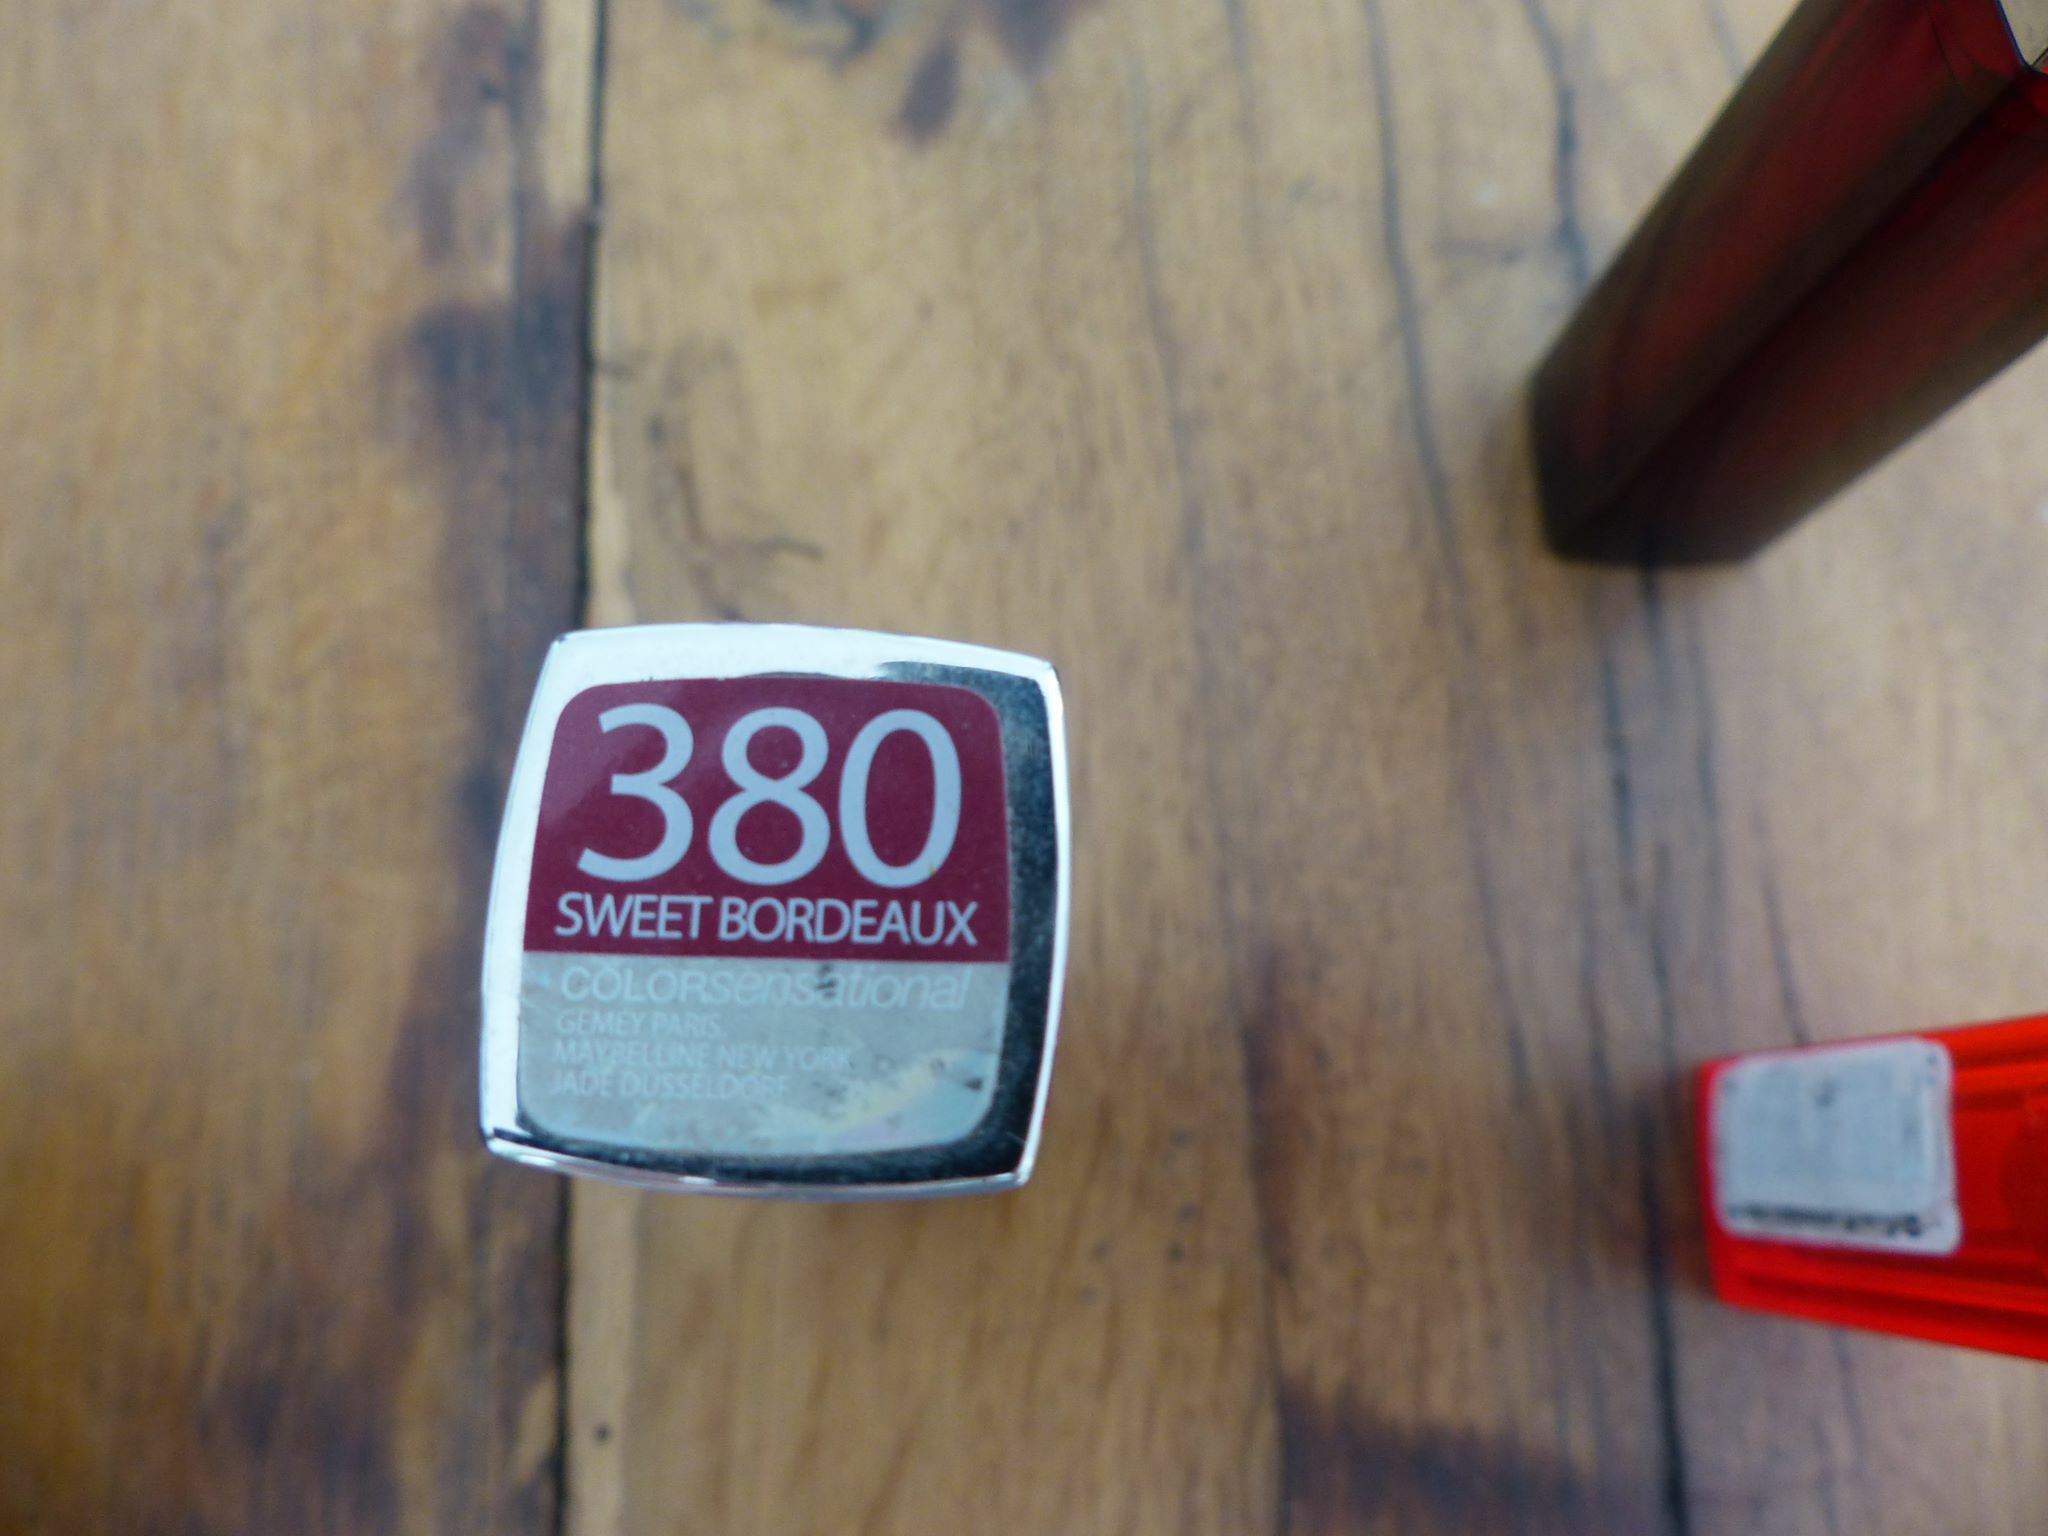 380
SWEET BORDEAUX
COLORsensational
GEMEY PARIS,
MAYBELLINE NEW YORK
JADE DUSSELDORF